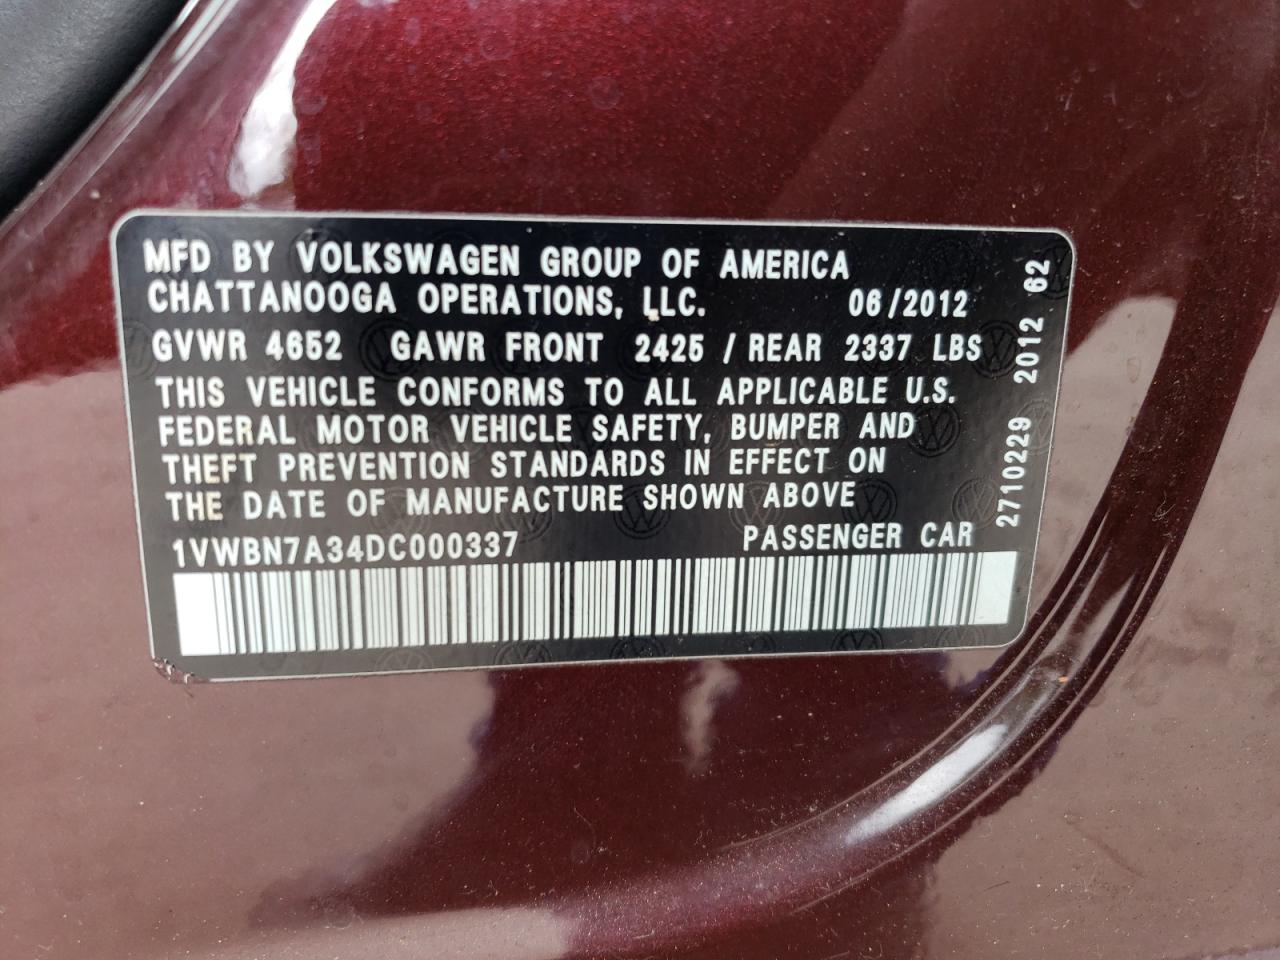 MFD BY VOLKSWAGEN GROUP OF AMERICA
CHATTANOOGA OPERATIONS, LLC. 06/2012
GVWR 4652 GAWR FRONT 2425 / REAR 2337 LBS
THIS VEHICLE CONFORMS TO ALL APPLICABLE U.S.
FEDERAL MOTOR VEHICLE SAFETY, BUMPER AND
THEFT PREVENTION STANDARDS IN EFFECT ON
THE DATE OF MANUFACTURE SHOWN ABOVE
1VWBN7A34DC000337 PASSENGER CAR
2710229 2012 62